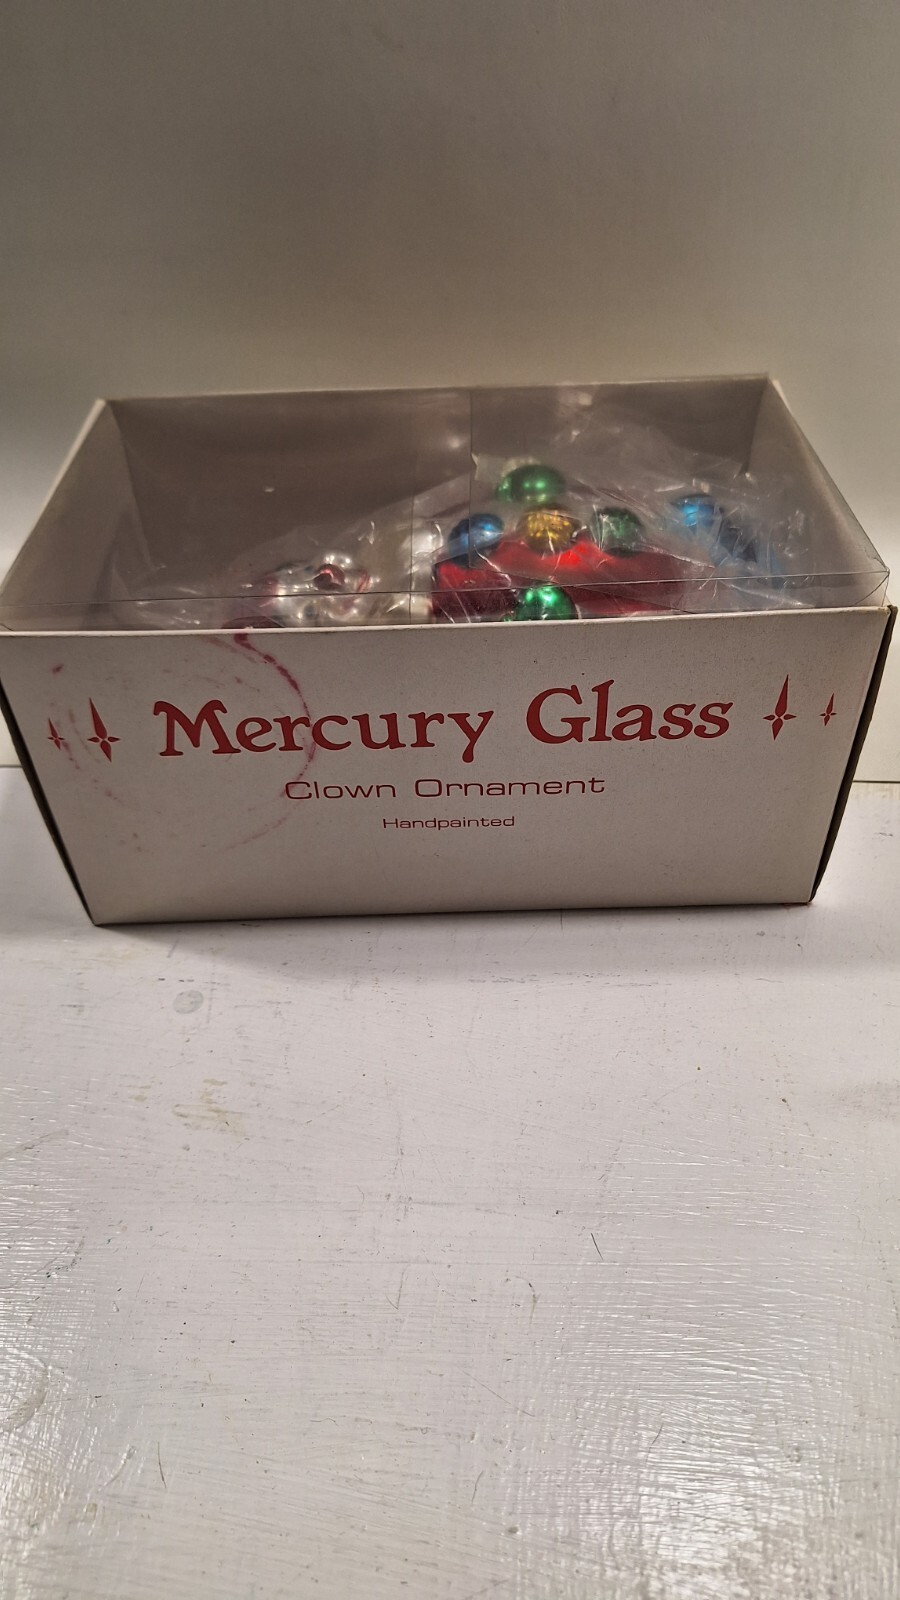 Mercury Glass
Clown Ornament
Handpainted